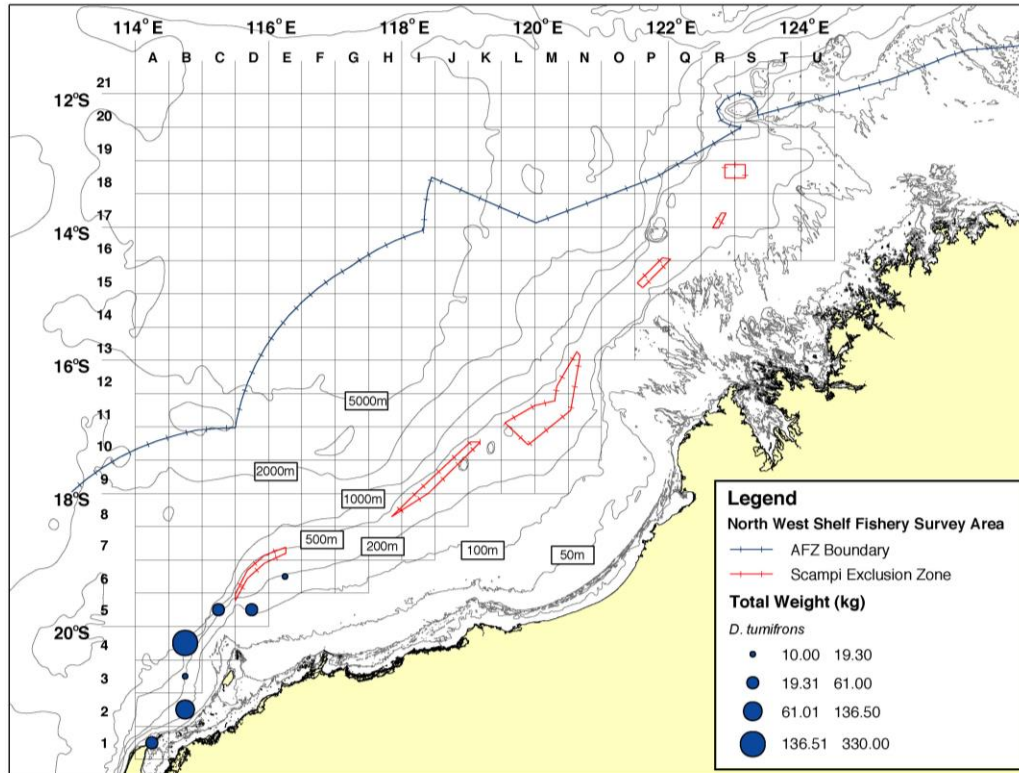 114°E 116°E 118°E 120°E 122°E 124°E
A B C D E F G H I J K L M N O P Q R S T U
21
12°S
20
19
18
17
14°S
16
15
14
13
16°S
12
11
5000m
10
2000m
9
18°S
1000m
8
7
500m
200m
100m
50m
6
5
20°S
4
3
2
1
Legend
North West Shelf Fishery Survey Area
AFZ Boundary
Scampi Exclusion Zone
Total Weight (kg)
D. tumifrons
10.00 19.30
19.31 61.00
61.01 136.50
136.51 330.00